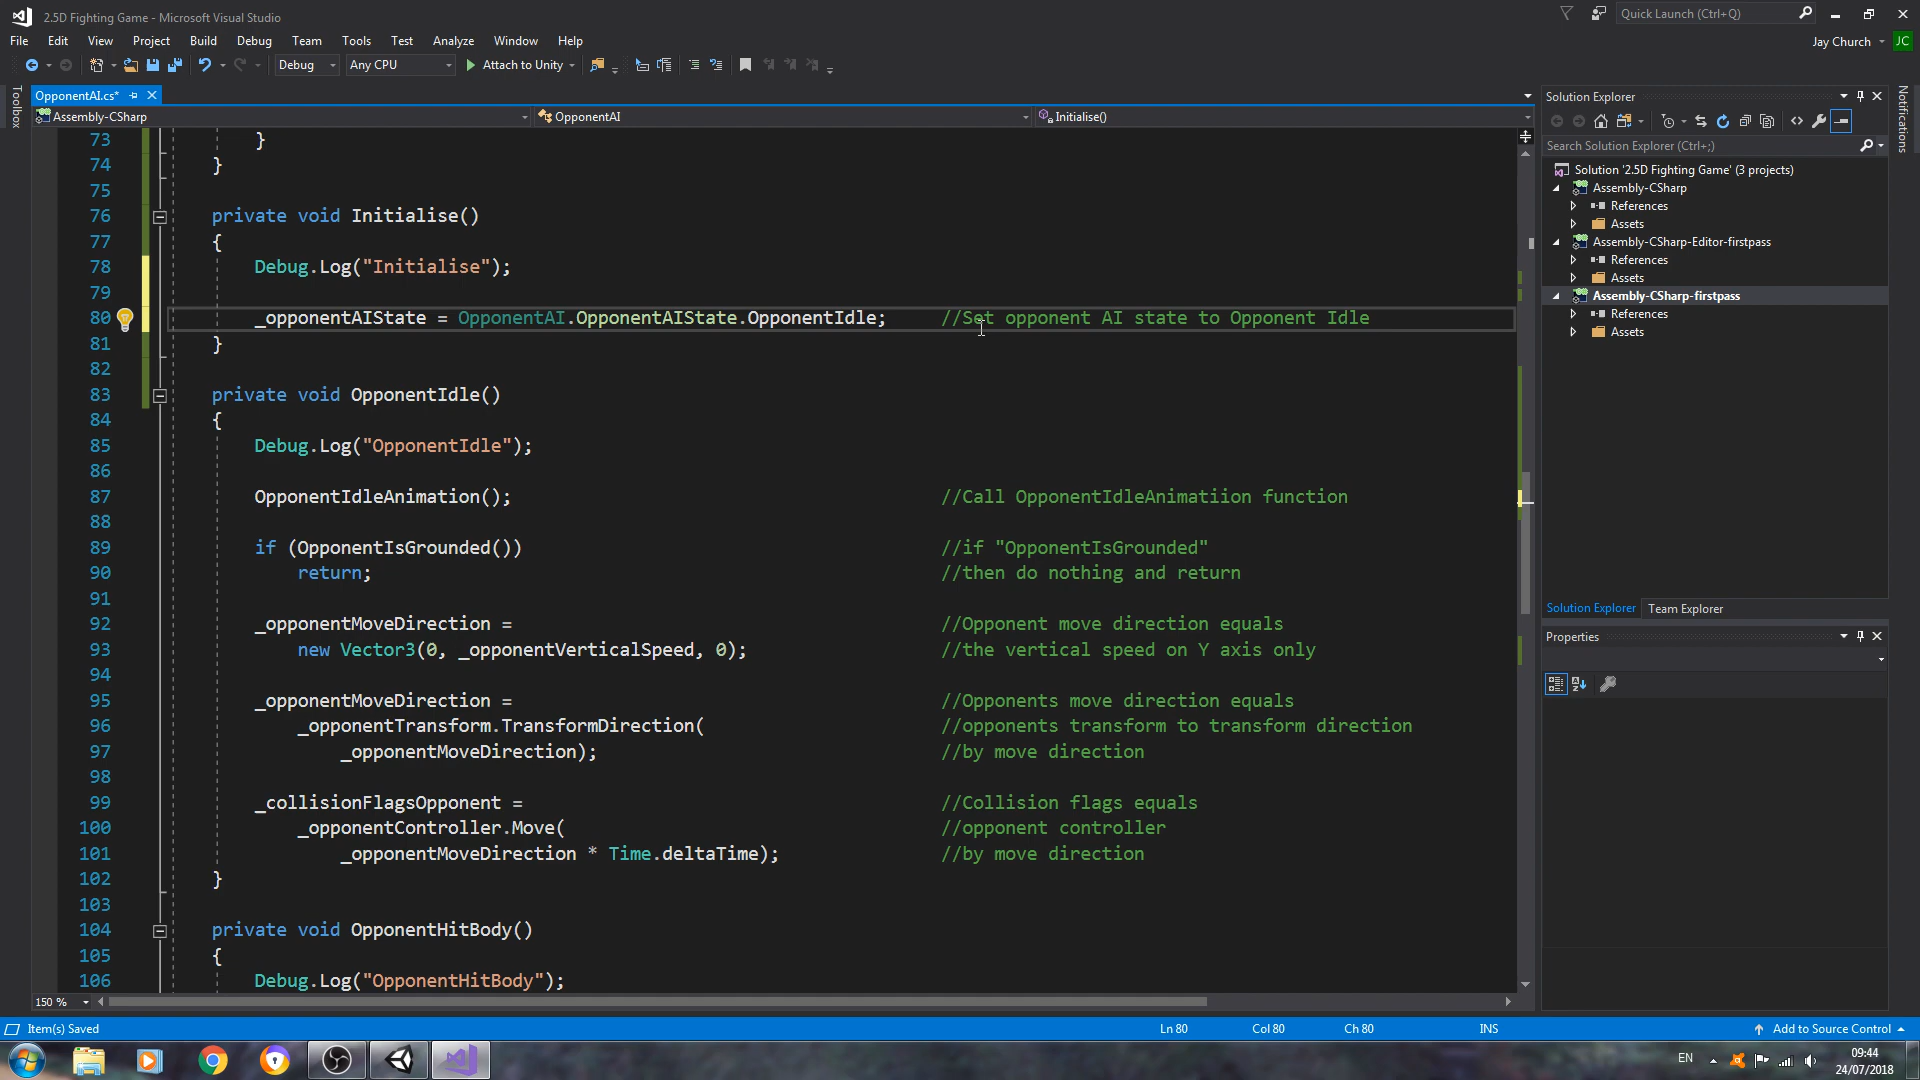 2.5D Fighting Game - Microsoft Visual Studio
Quick Launch (Ctrl+Q)
File Edit View Project Build Debug Team Tools Test Analyze Window Help
Jay Church JC
Debug Any CPU Attach to Unity
OpponentAI.cs*
Assembly-CSharp OpponentAI Initialise()
73 }
74 }
75
76 private void Initialise()
77 {
78 Debug.Log("Initialise");
79
80 _opponentAIState = OpponentAI.OpponentAIState.OpponentIdle; //Set opponent AI state to Opponent Idle
81 }
82
83 private void OpponentIdle()
84 {
85 Debug.Log("OpponentIdle");
86
87 OpponentIdleAnimation(); //Call OpponentIdleAnimatiion function
88
89 if (OpponentIsGrounded()) //if "OpponentIsGrounded"
90 return; //then do nothing and return
91
92 _opponentMoveDirection = //Opponent move direction equals
93 new Vector3(0, _opponentVerticalSpeed, 0); //the vertical speed on Y axis only
94
95 _opponentMoveDirection = //Opponents move direction equals
96 _opponentTransform.TransformDirection( //opponents transform to transform direction
97 _opponentMoveDirection); //by move direction
98
99 _collisionFlagsOpponent = //Collision flags equals
100 _opponentController.Move( //opponent controller
101 _opponentMoveDirection * Time.deltaTime); //by move direction
102 }
103
104 private void OpponentHitBody()
105 {
106 Debug.Log("OpponentHitBody");
150 %
Toolbox
Solution Explorer
Search Solution Explorer (Ctrl+;)
Solution '2.5D Fighting Game' (3 projects)
Assembly-CSharp
References
Assets
Assembly-CSharp-Editor-firstpass
References
Assets
Assembly-CSharp-firstpass
References
Assets
Solution Explorer Team Explorer
Properties
Notifications
Item(s) Saved Ln 80 Col 80 Ch 80 INS Add to Source Control
EN 09:44
24/07/2018